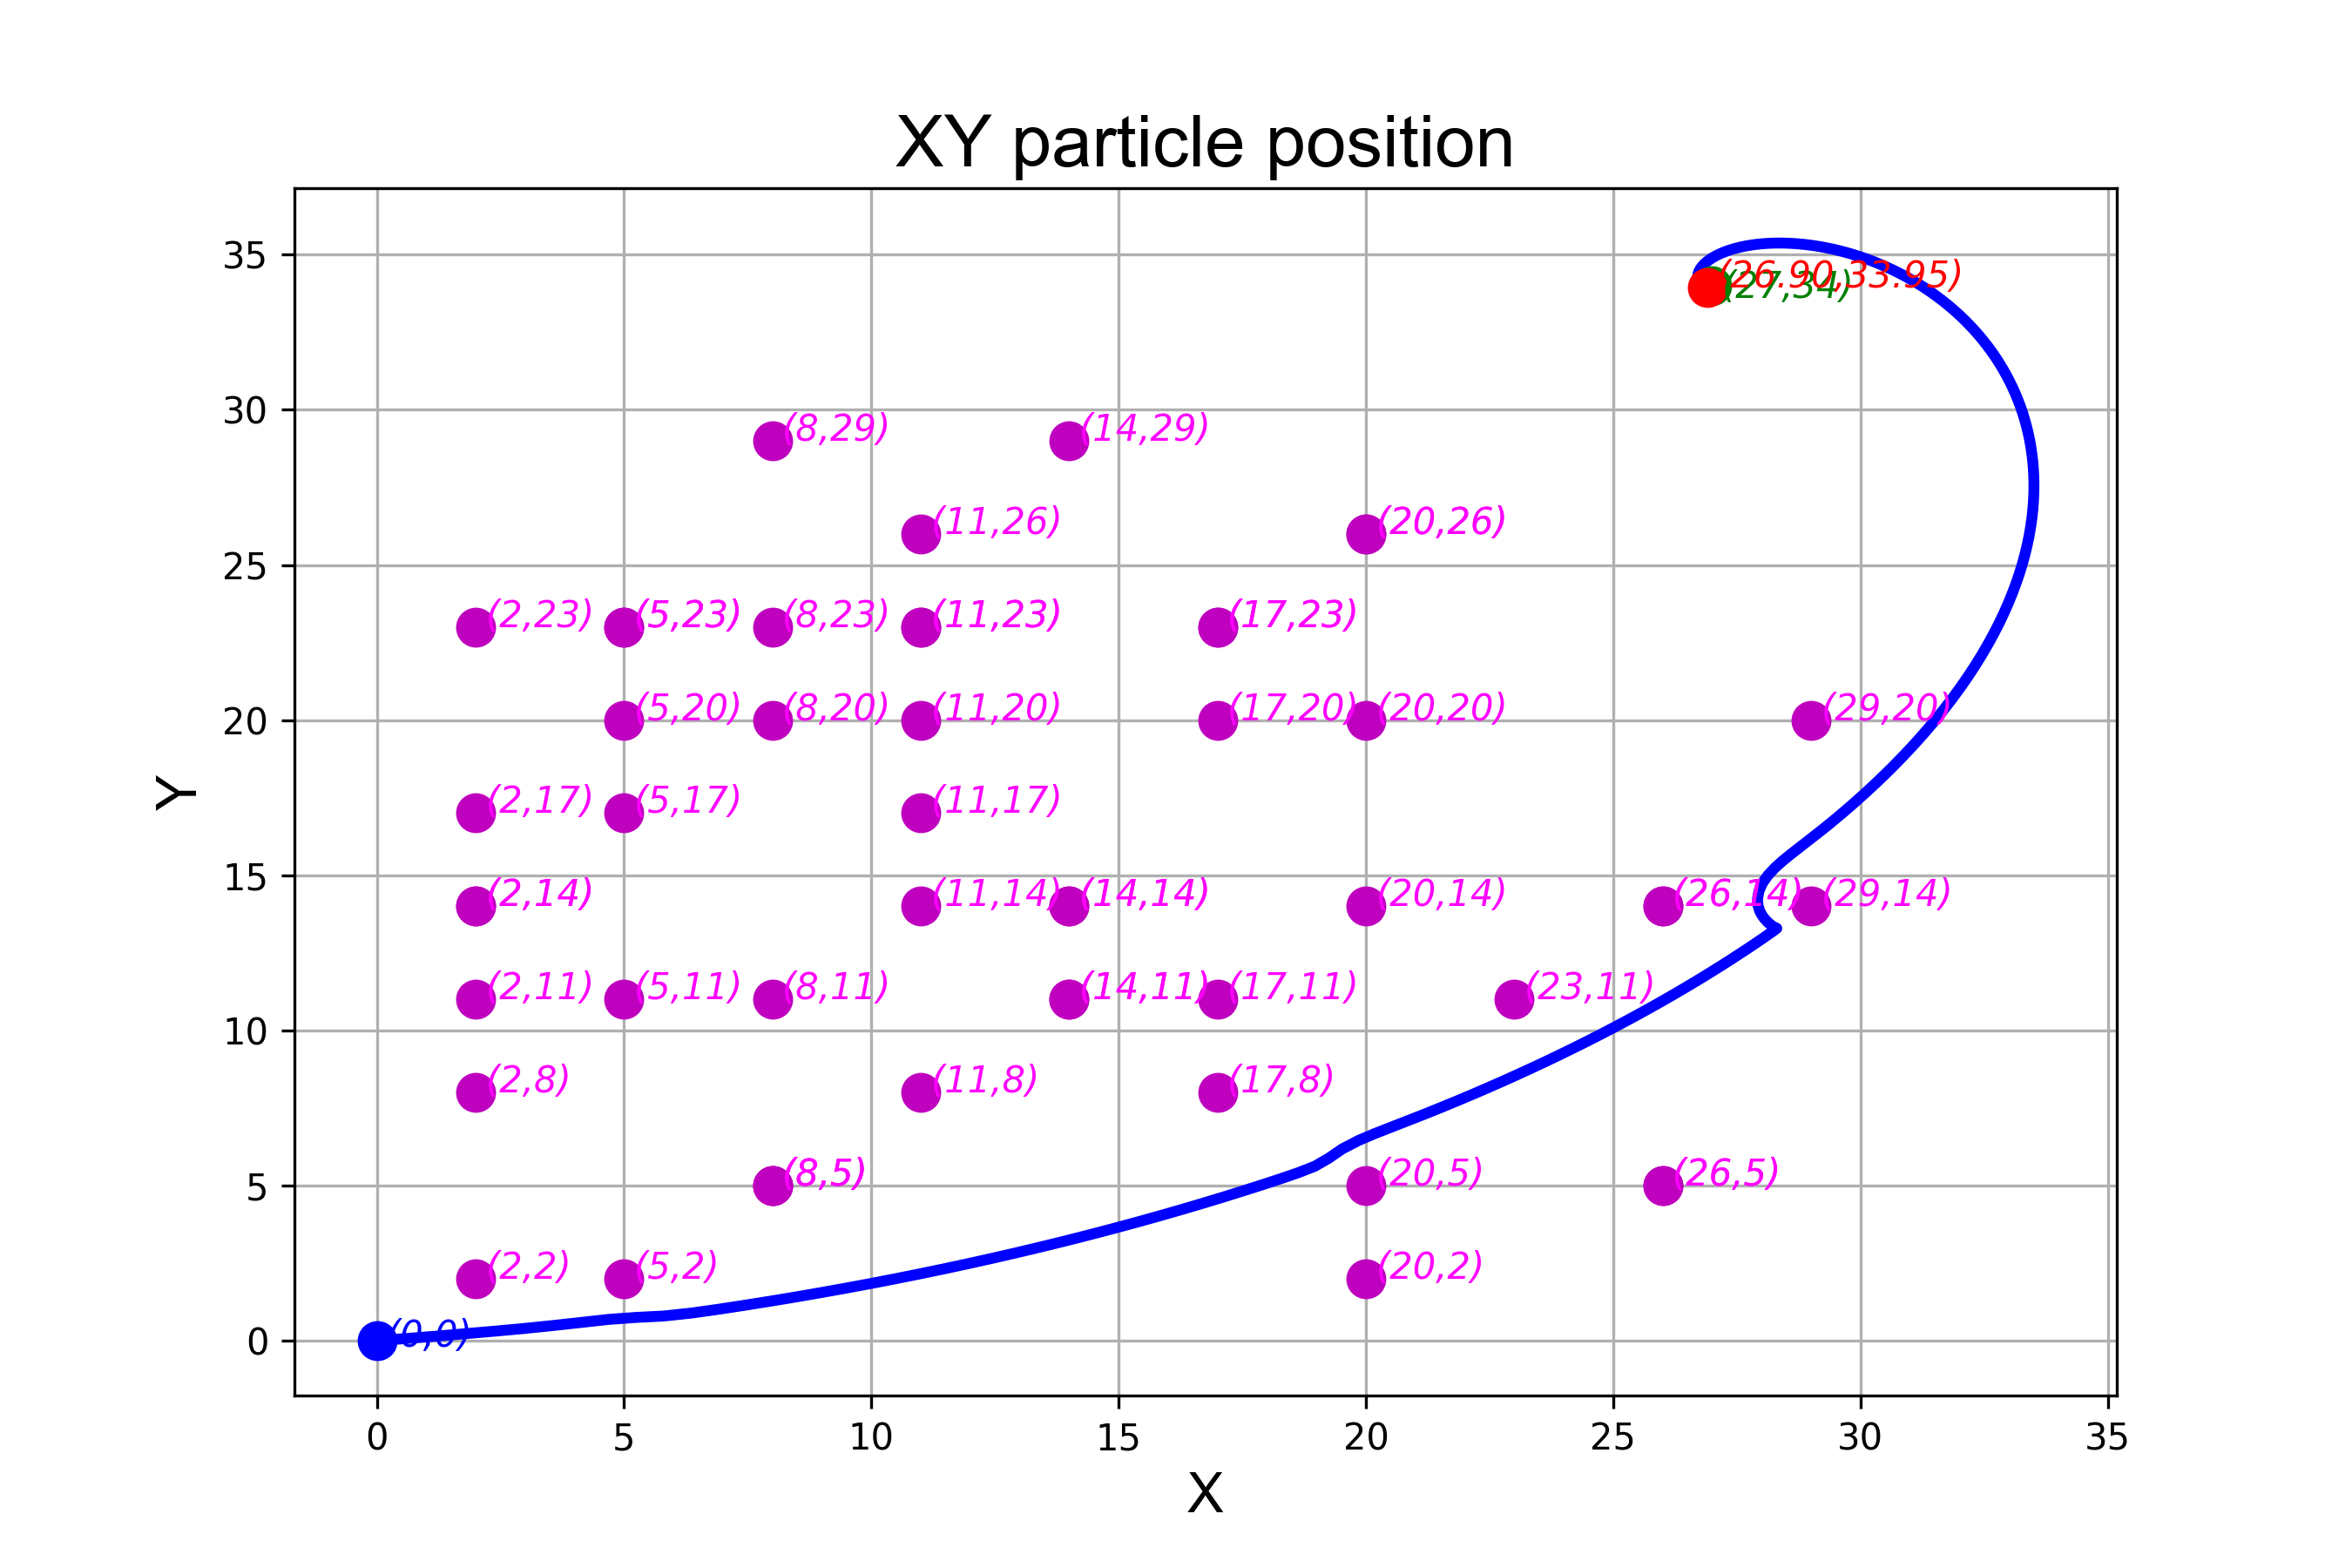 XY particle position
35
(26.90,33.95)
(27,34)
30
(8,29) (14,29)
(11,26) (20,26)
25
(2,23) (5,23) (8,23) (11,23) (17,23)
20
(5,20) (8,20) (11,20) (17,20) (20,20) (29,20)
Y
(2,17) (5,17) (11,17)
15
(2,14) (11,14) (14,14) (20,14) (26,14) (29,14)
(2,11) (5,11) (8,11) (14,11) (17,11) (23,11)
10
(2,8) (11,8) (17,8)
5
(8,5) (20,5) (26,5)
(2,2) (5,2) (20,2)
0
(0,0)
0 5 10 15 20 25 30 35
X